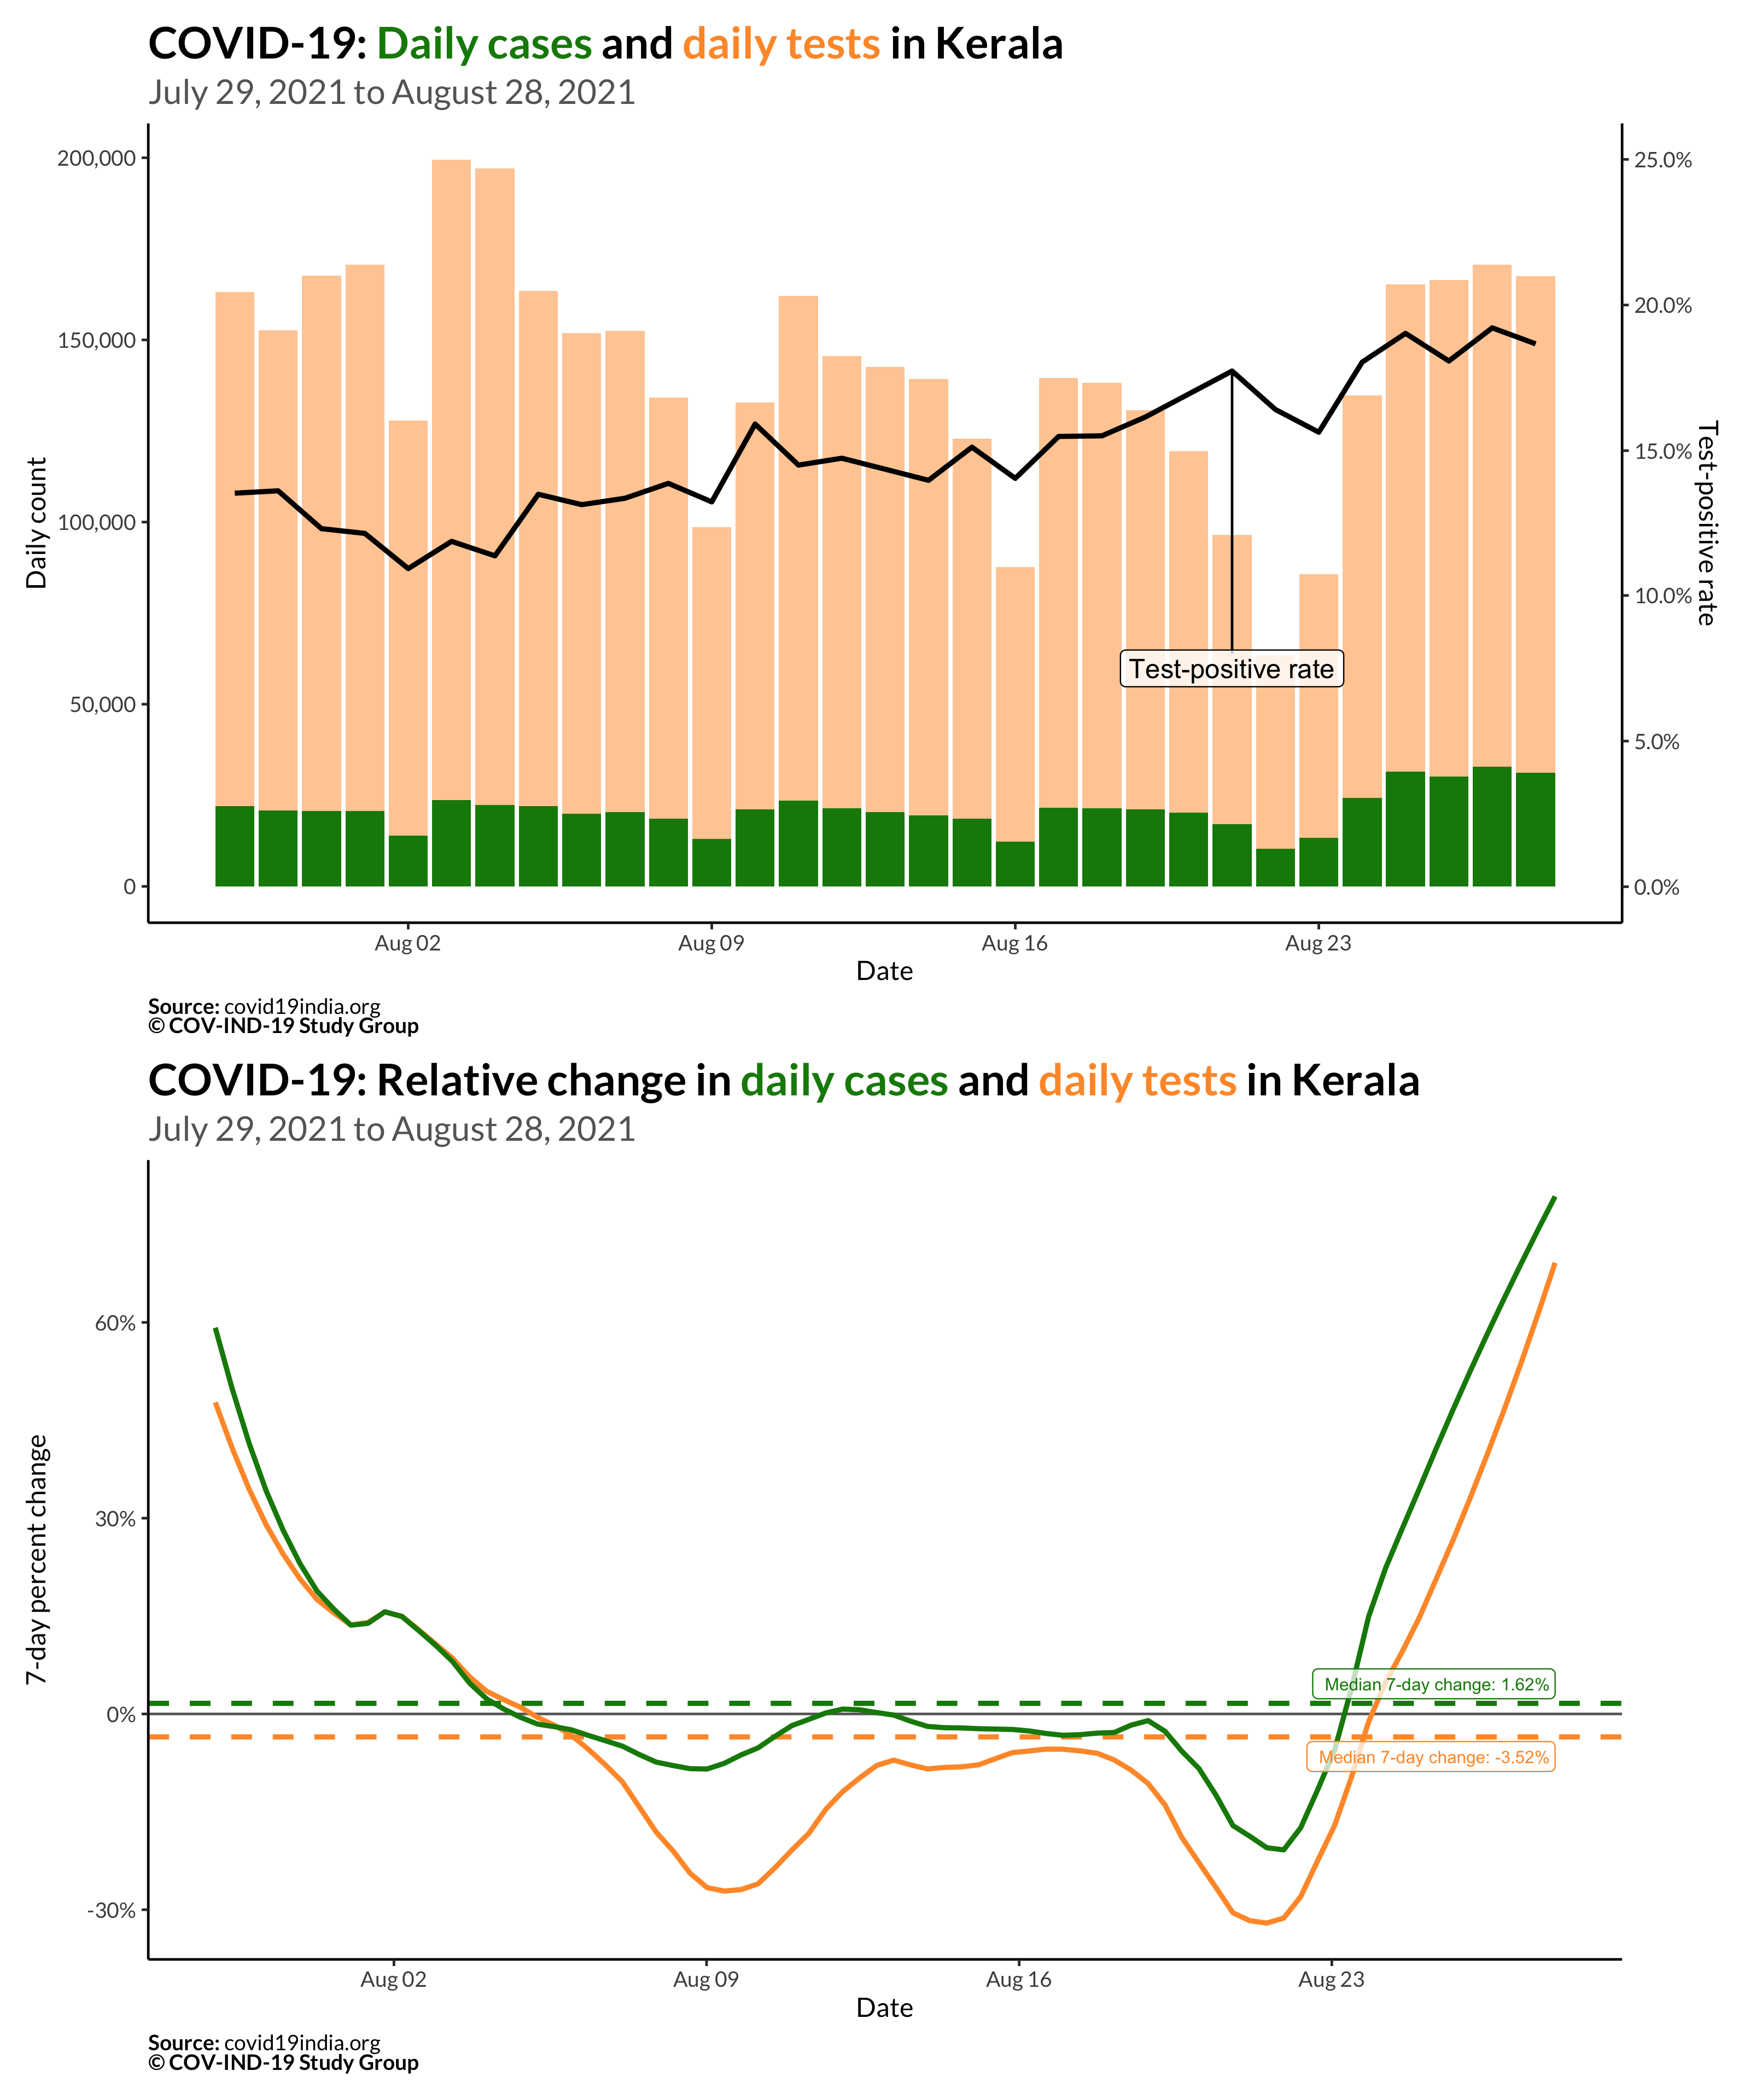 COVID-19: Daily cases and daily tests in Kerala
July 29, 2021 to August 28, 2021
200,000
150,000
100,000
50,000
0
Daily count
25.0%
20.0%
15.0%
10.0%
5.0%
0.0%
Test-positive rate
Test-positive rate
Aug 02
Aug 09
Aug 16
Aug 23
Date
Source: covid19india.org
© COV-IND-19 Study Group
COVID-19: Relative change in daily cases and daily tests in Kerala
July 29, 2021 to August 28, 2021
60%
30%
0%
-30%
7-day percent change
Median 7-day change: 1.62%
Median 7-day change: -3.52%
Aug 02
Aug 09
Aug 16
Aug 23
Date
Source: covid19india.org
© COV-IND-19 Study Group